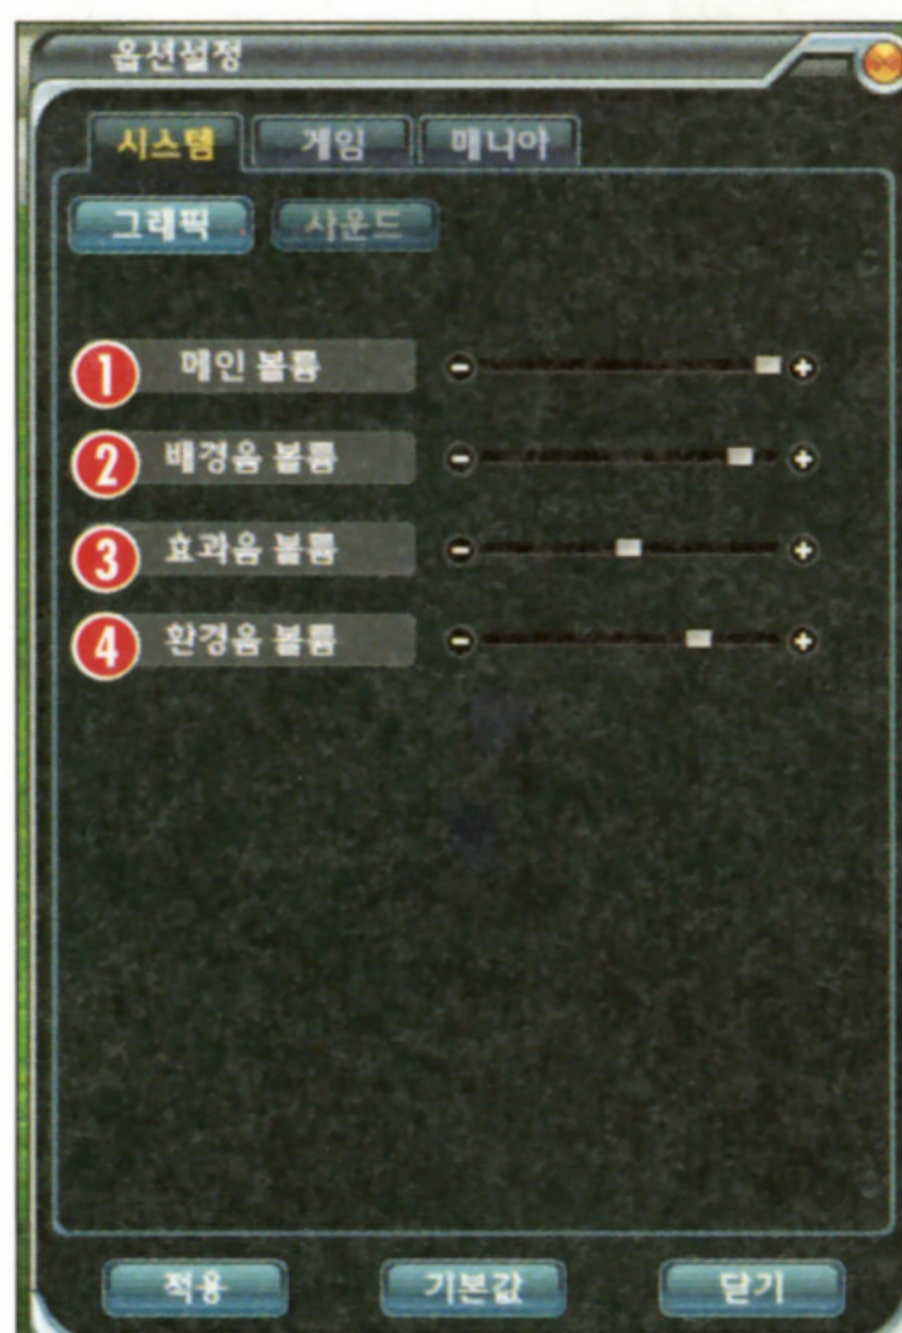 옵션설정
시스템 게임 매니아
그래픽 사운드
1 메인 볼륨
2 배경음 볼륨
3 효과음 볼륨
4 환경음 볼륨
적용 기본값 닫기